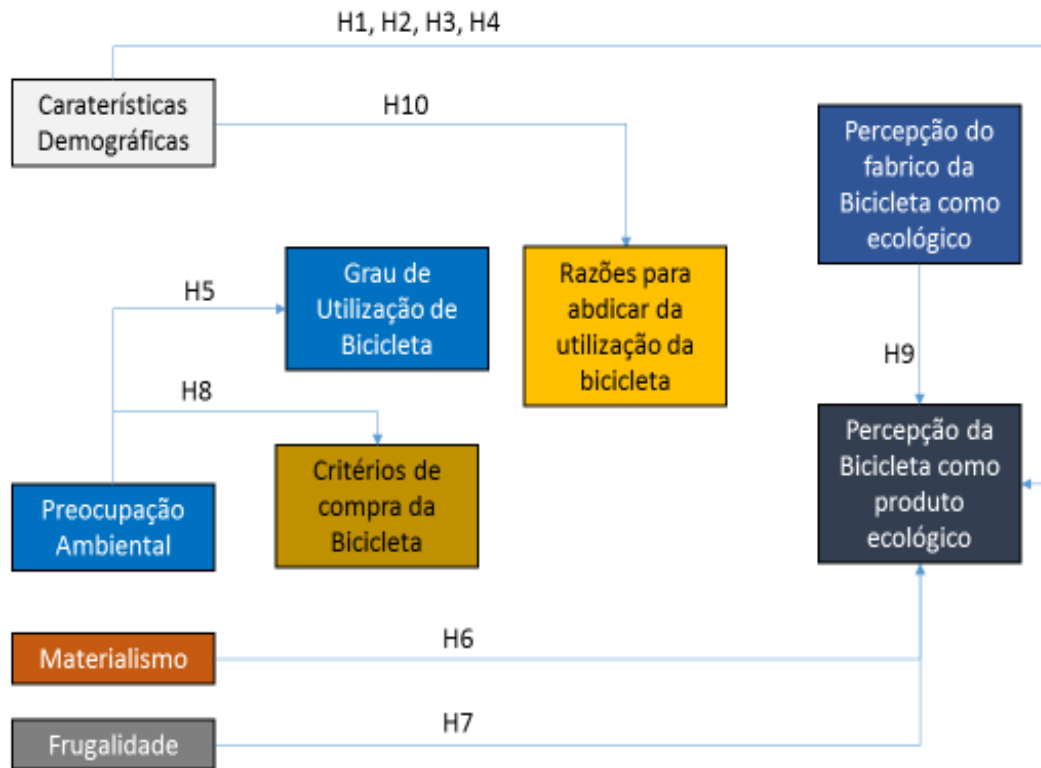 H1, H2, H3, H4
Caraterísticas
Demográficas
H10
Percepção do
fabrico da
Bicicleta como
ecológico
Grau de
Utilização de
Bicicleta
H5
Razões para
abdicar da
utilização da
bicicleta
H9
H8
Percepção da
Bicicleta como
produto
ecológico
Critérios de
compra da
Bicicleta
Preocupação
Ambiental
H6
Materialismo
H7
Frugalidade